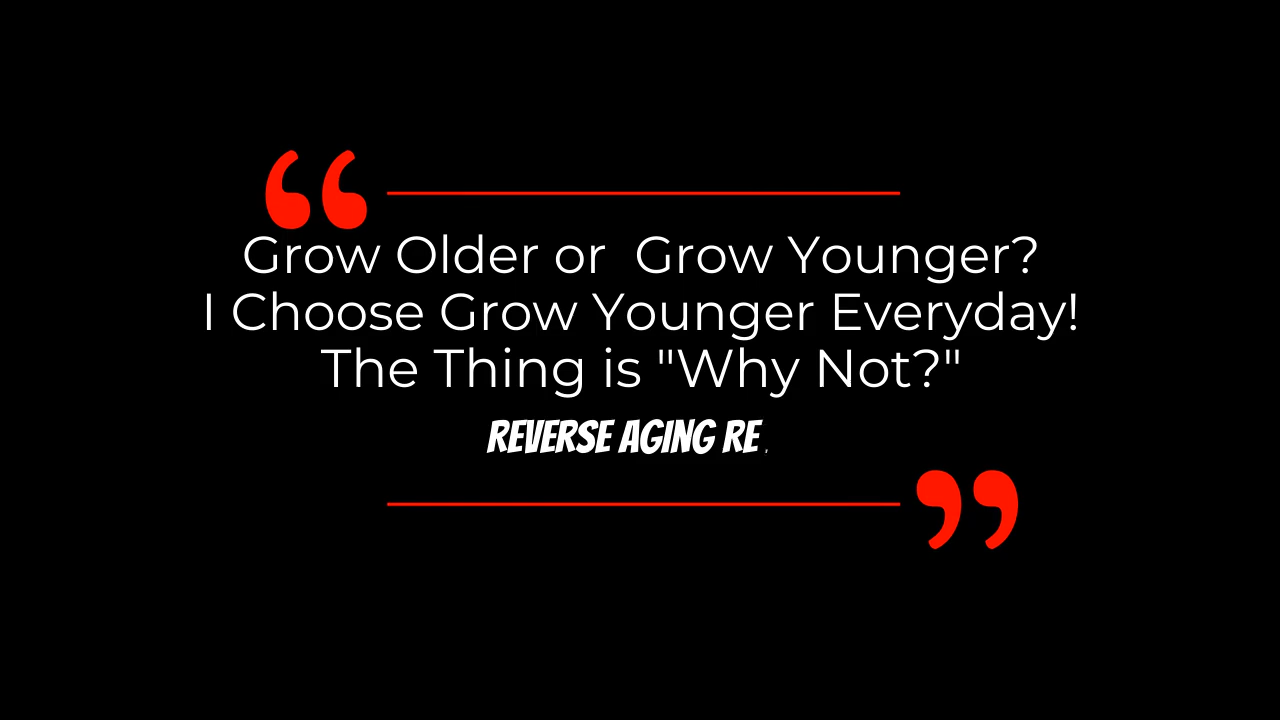 Grow Older or  Grow Younger?
I Choose Grow Younger Everyday!
The Thing is "Why Not?"
REVERSE AGING RE